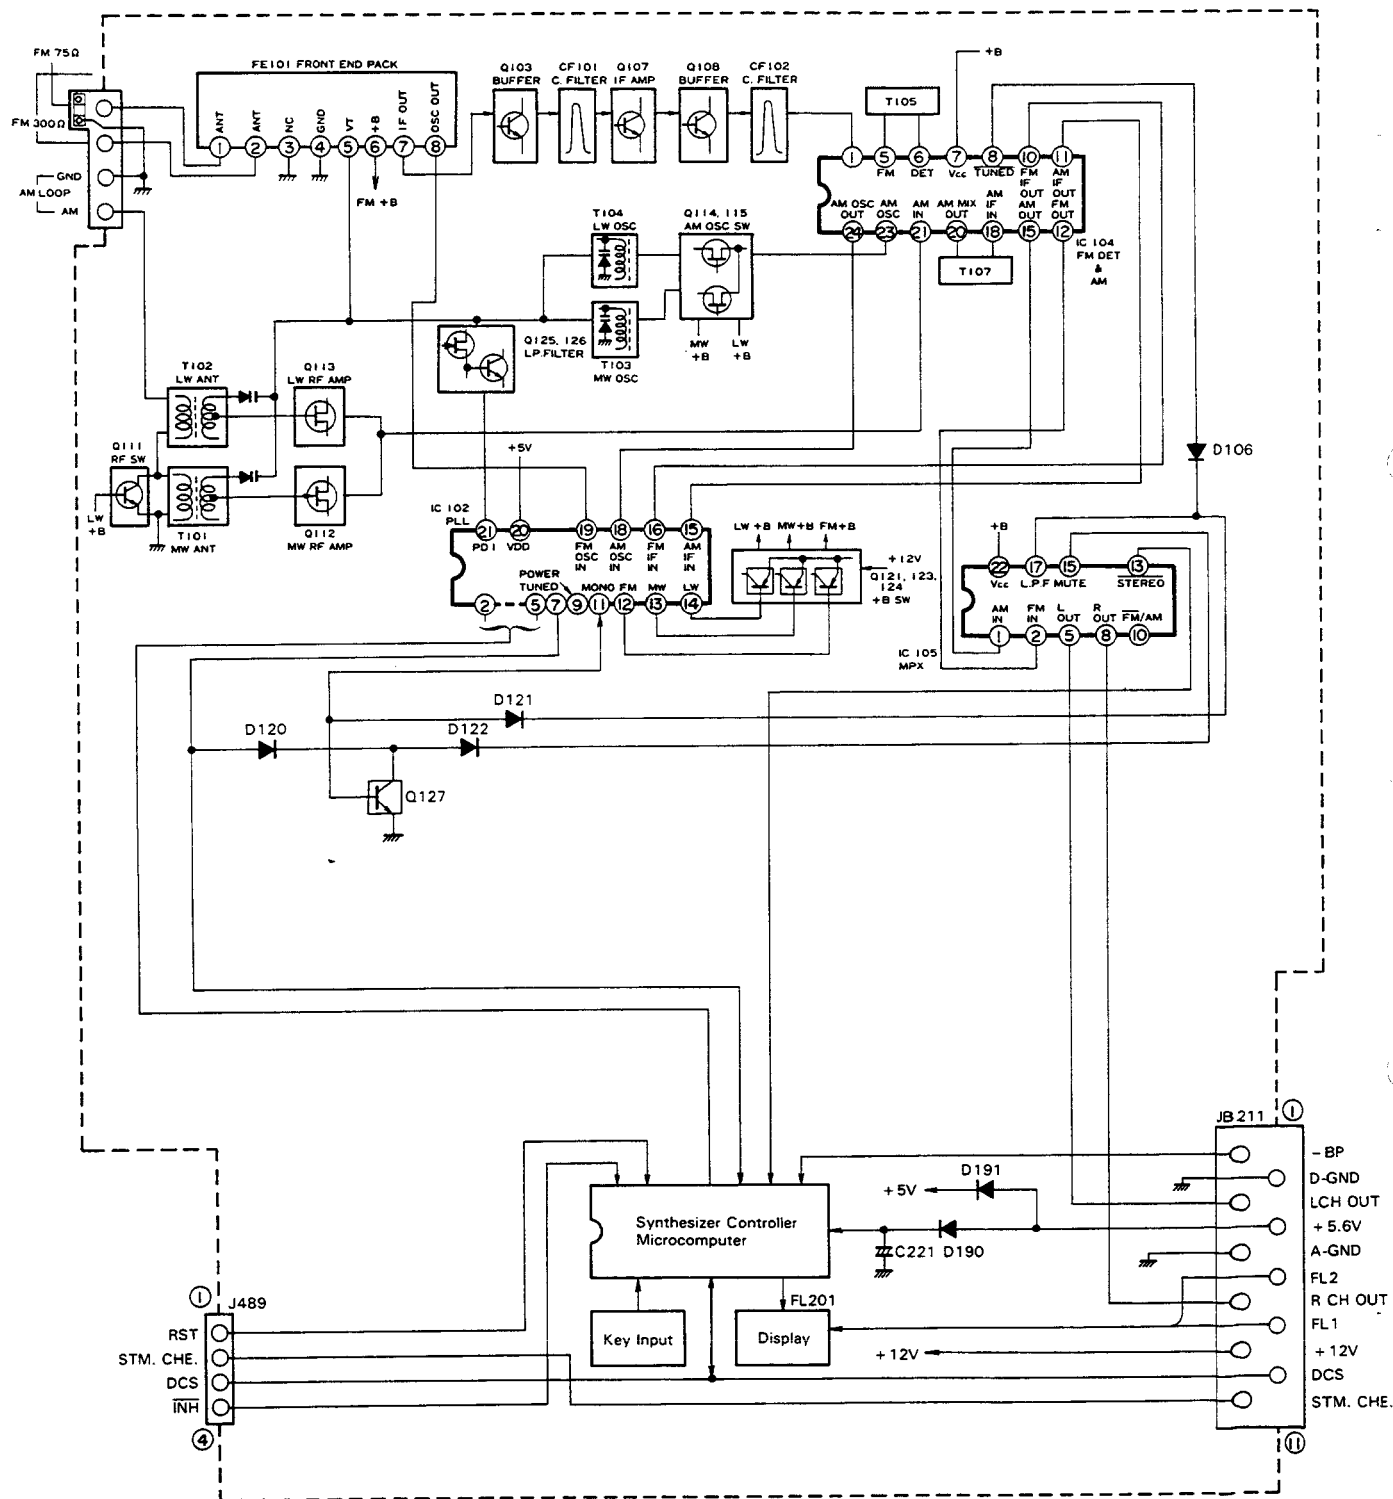 FM 75Ω
FM 300Ω
GND
AM LOOP
AM
FE101 FRONT END PACK
ANT
ANT
NC
GND
VT
+B
IF OUT
OSC OUT
1 2 3 4 5 6 7 8
FM +B
Q103
BUFFER
CF101
C. FILTER
Q107
IF AMP
Q108
BUFFER
CF102
C. FILTER
+B
T105
1 5 6 7 8 10 11
FM
DET
Vcc
TUNED
FM
IF
OUT
AM
IF
OUT
AM OSC
OUT
AM
OSC
AM
IN
AM MIX
OUT
AM
IF
IN
AM
OUT
FM
OUT
24 23 21 20 18 15 12
T107
IC 104
FM DET
&
AM
T104
LW OSC
Q114, 115
AM OSC SW
MW
+B
LW
+B
Q125, 126
L.P.FILTER
T103
MW OSC
T102
LW ANT
Q113
LW RF AMP
Q111
RF SW
LW
+B
T101
MW ANT
Q112
MW RF AMP
+5V
D106
IC 102
PLL
21 20 19 18 16 15
PD1
VDD
FM
OSC
IN
AM
OSC
IN
FM
IF
IN
AM
IF
IN
POWER
TUNED
MONO
FM
MW
LW
2 5 7 9 11 12 13 14
LW +B
MW+B
FM+B
+12V
Q121, 123,
124
+B SW
+B
22 17 15 13
Vcc
L.P.F
MUTE
STEREO
AM
IN
FM
IN
L
OUT
R
OUT
FM/AM
1 2 5 8 10
IC 105
MPX
D121
D120
D122
Q127
JB211
1
-BP
D-GND
LCH OUT
+5.6V
A-GND
FL2
R CH OUT
FL1
+12V
DCS
STM. CHE.
11
D191
+5V
C221
D190
Synthesizer Controller
Microcomputer
FL201
Key Input
Display
+12V
1
J489
RST
STM. CHE.
DCS
INH
4